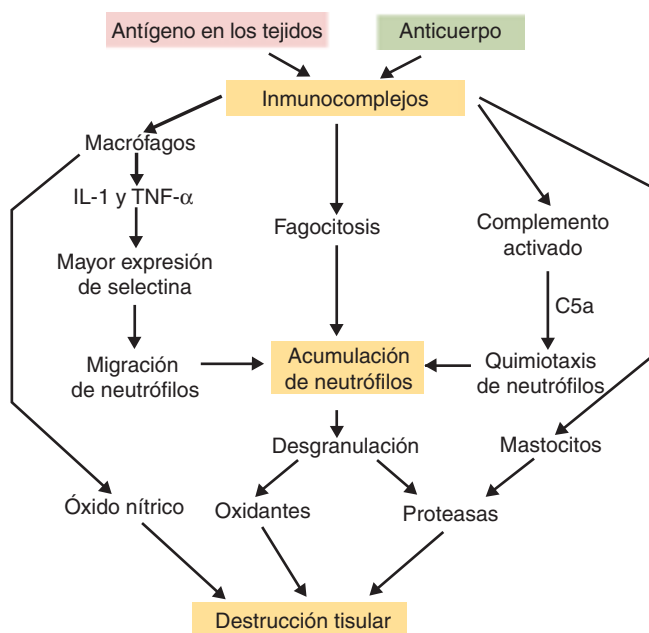 Antígeno en los tejidos
Anticuerpo
Inmunocomplejos
Macrófagos
IL-1 y TNF-α
Fagocitosis
Complemento
activado
Mayor expresión
de selectina
C5a
Migración
de neutrófilos
Acumulación
de neutrófilos
Quimiotaxis
de neutrófilos
Desgranulación
Mastocitos
Óxido nítrico
Oxidantes
Proteasas
Destrucción tisular